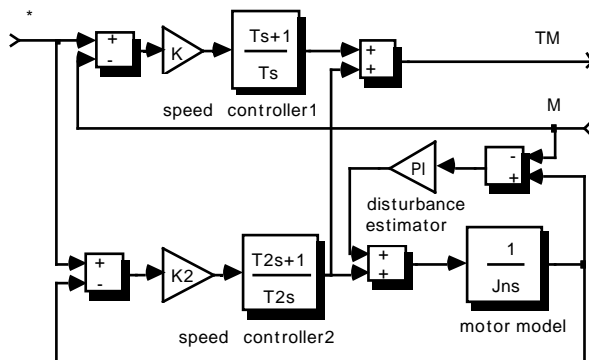 *
TM
+
-
K
Ts+1
Ts
+
+
speed controller1
M
PI
-
+
disturbance
estimator
+
-
K2
T2s+1
T2s
+
+
1
Jns
speed controller2
motor model